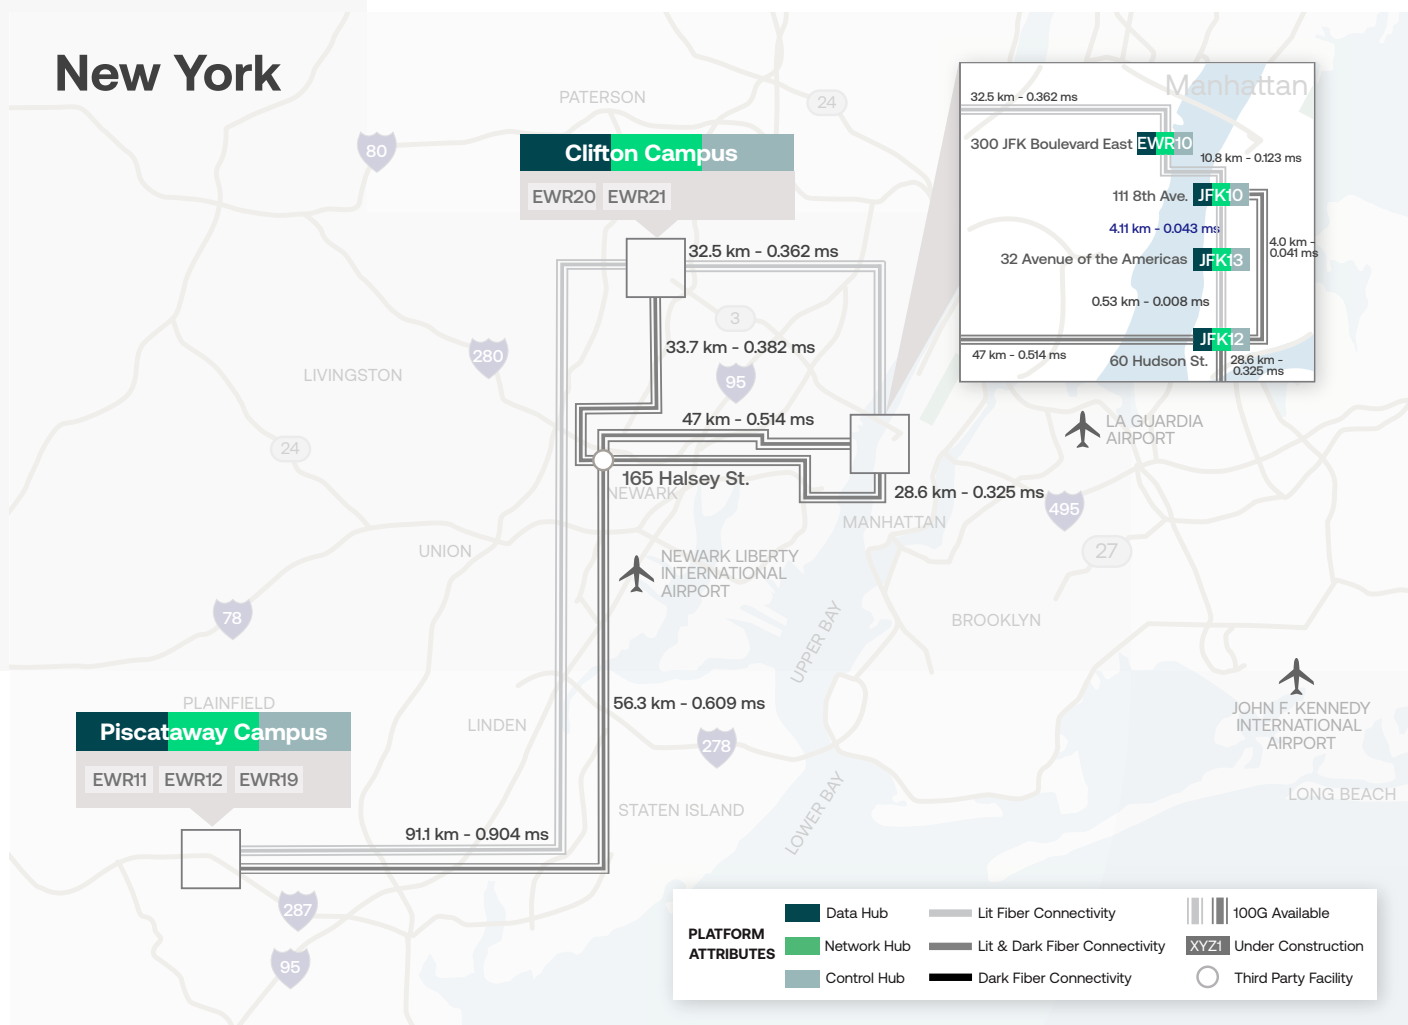 New York
Manhattan
32.5 km - 0.362 ms
300 JFK Boulevard East
EWR10
10.8 km - 0.123 ms
111 8th Ave.
JFK10
4.11 km - 0.043 ms
4.0 km -
0.041 ms
32 Avenue of the Americas
JFK13
0.53 km - 0.008 ms
JFK12
47 km - 0.514 ms
60 Hudson St.
28.6 km -
0.325 ms
PATERSON
24
80
Clifton Campus
EWR20
EWR21
32.5 km - 0.362 ms
3
33.7 km - 0.382 ms
280
LIVINGSTON
95
47 km - 0.514 ms
LA GUARDIA
AIRPORT
24
165 Halsey St.
NEWARK
28.6 km - 0.325 ms
495
MANHATTAN
UNION
27
NEWARK LIBERTY
INTERNATIONAL
AIRPORT
78
BROOKLYN
UPPER BAY
PLAINFIELD
56.3 km - 0.609 ms
JOHN F. KENNEDY
INTERNATIONAL
AIRPORT
Piscataway Campus
EWR11
EWR12
EWR19
LINDEN
278
LONG BEACH
STATEN ISLAND
LOWER BAY
91.1 km - 0.904 ms
287
95
PLATFORM
ATTRIBUTES
Data Hub
Network Hub
Control Hub
Lit Fiber Connectivity
Lit & Dark Fiber Connectivity
Dark Fiber Connectivity
100G Available
XYZ1
Under Construction
Third Party Facility